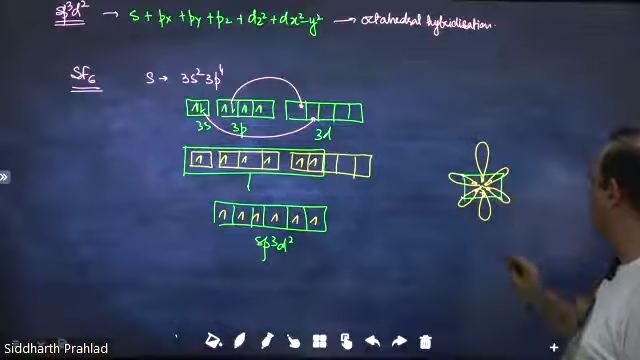 sp³d² → s + px + py + pz + dz² + dx²-y² → octahedral hybridisation.
SF₆ S → 3s² 3p⁴
3s 3p 3d
sp³d²
Siddharth Prahlad